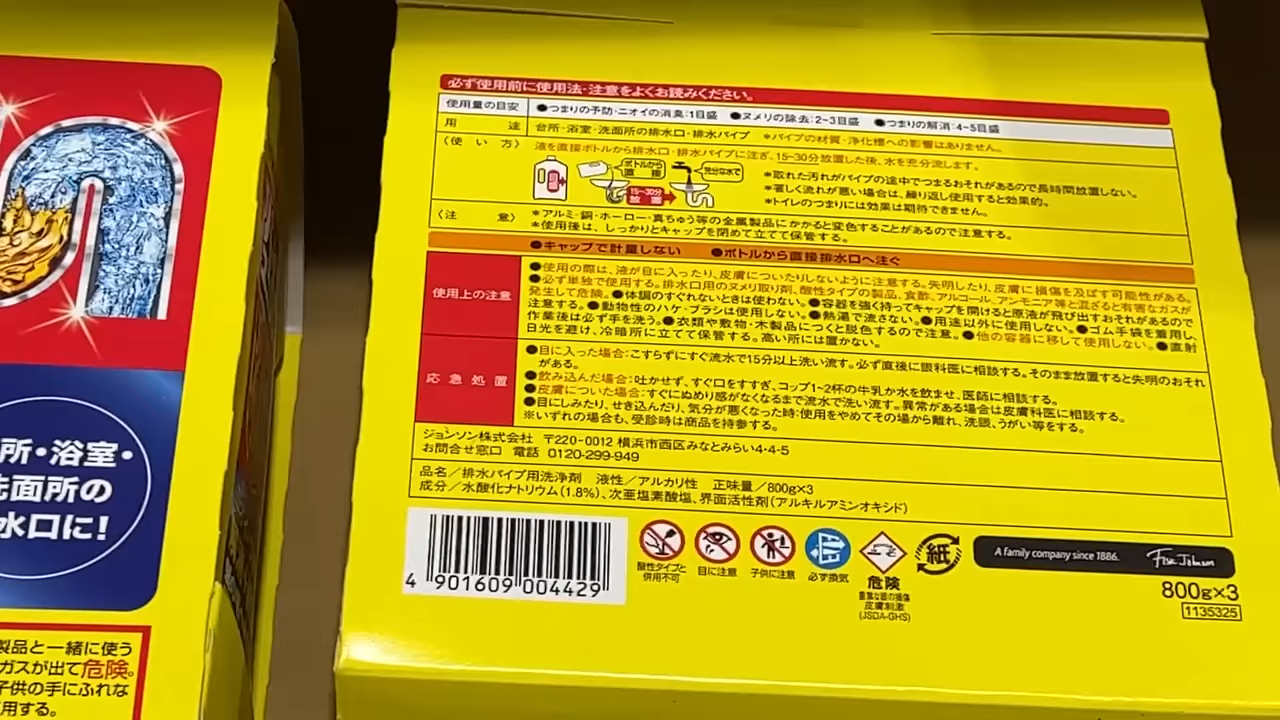 所・浴室・
洗面所の
水口に!
製品と一緒に使う
ガスが出て危険。
子供の手にふれな
用する。
必ず使用前に使用法・注意をよくお読みください。
使用量の目安 ●つまりの予防・ニオイの消臭:1目盛 ●ヌメリの除去:2~3目盛 ●つまりの解消:4~5目盛
用途 台所・浴室・洗面所の排水口・排水パイプ *パイプの材質・浄化槽への影響はありません。
〈使い方〉 液を直接ボトルから排水口・排水パイプに注ぎ、15~30分放置した後、水を充分流します。
ボトルから直接
15~30分放置
充分な水で
*取れた汚れがパイプの途中でつまるおそれがあるので長時間放置しない。
*著しく流れが悪い場合は、繰り返し使用すると効果的。
*トイレのつまりには効果は期待できません。
〈注意〉 *アルミ・銅・ホーロー・真ちゅう等の金属製品にかかると変色することがあるので注意する。
*使用後は、しっかりとキャップを閉めて立てて保管する。
●キャップで計量しない ●ボトルから直接排水口へ注ぐ
使用上の注意
●使用の際は、液が目に入ったり、皮膚についたりしないように注意する。失明したり、皮膚に損傷を及ぼす可能性がある。
●必ず単独で使用する。排水口用のヌメリ取り剤、酸性タイプの製品、食酢、アルコール、アンモニア等と混ざると有害なガスが
発生して危険。●体調のすぐれないときは使わない。●容器を強く持ってキャップを開けると原液が飛び出すおそれがあるので
注意する。●動物性のハケ・ブラシは使用しない。●熱湯で流さない。●用途以外に使用しない。●ゴム手袋を着用し、
作業後は必ず手を洗う。●衣類や敷物・木製品につくと脱色するので注意。●他の容器に移して使用しない。●直射
日光を避け、冷暗所に立てて保管する。高い所には置かない。
応急処置
●目に入った場合:こすらずにすぐ流水で15分以上洗い流す。必ず直後に眼科医に相談する。そのまま放置すると失明のおそれ
がある。
●飲み込んだ場合:吐かせず、すぐ口をすすぎ、コップ1~2杯の牛乳か水を飲ませ、医師に相談する。
●皮膚についた場合:すぐにぬめり感がなくなるまで流水で洗い流す。異常がある場合は皮膚科医に相談する。
●目にしみたり、せき込んだり、気分が悪くなった時:使用をやめてその場から離れ、洗眼、うがい等をする。
※いずれの場合も、受診時は商品を持参する。
ジョンソン株式会社 〒220-0012 横浜市西区みなとみらい4-4-5
お問合せ窓口 電話 0120-299-949
品名/排水パイプ用洗浄剤 液性/アルカリ性 正味量/800g×3
成分/水酸化ナトリウム(1.8%)、次亜塩素酸塩、界面活性剤(アルキルアミンオキシド)
4 901609 004429
酸性タイプと
併用不可
目に注意
子供に注意
必ず換気
危険
重篤な眼の損傷
皮膚刺激
(JSDA-GHS)
紙
A family company since 1886.
Fisk Johnson
800g×3
1135325